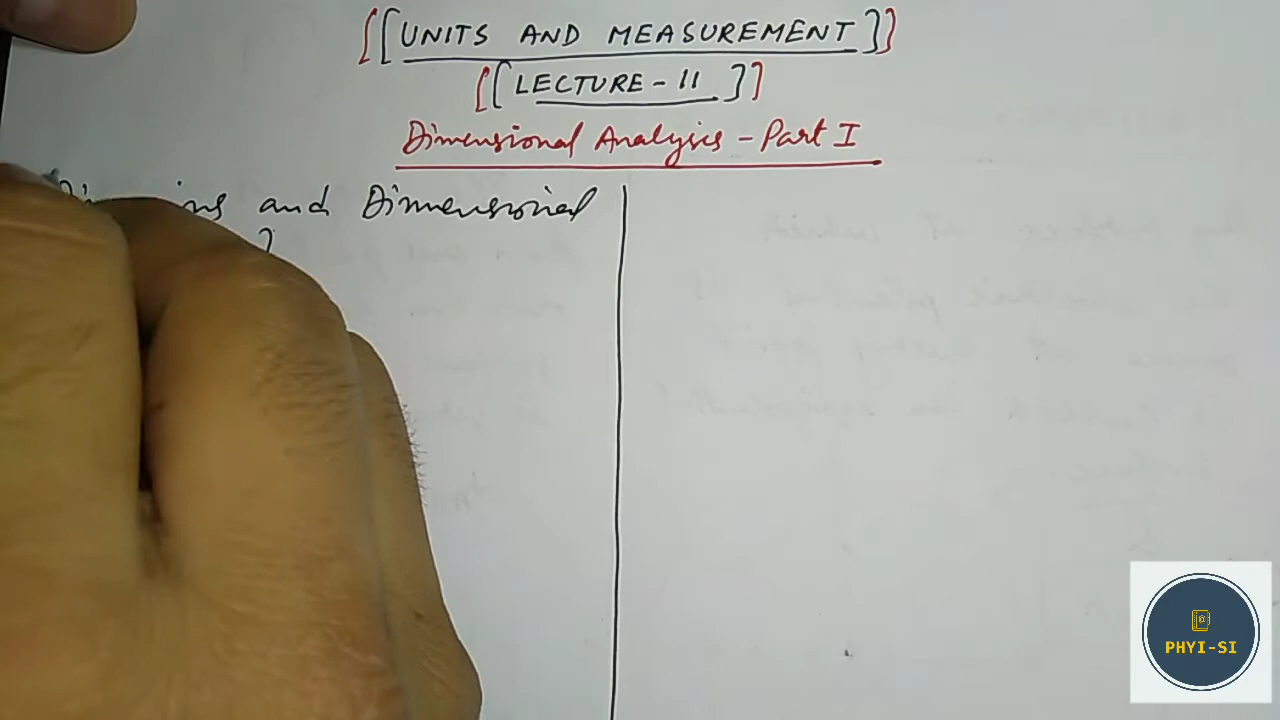 [[UNITS AND MEASUREMENT]]
[[LECTURE-11]]
Dimensional Analysis - Part I
and Dimensional
PHYI-SI